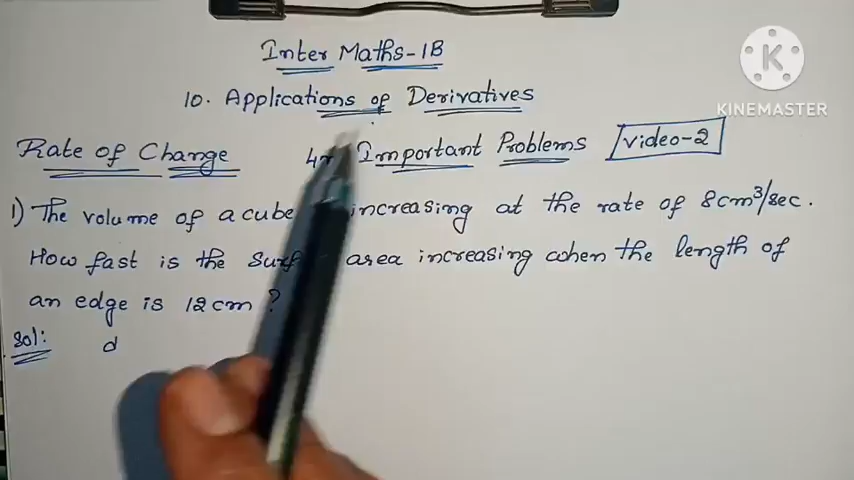 Inter Maths-1B
10. Applications of Derivatives
KINEMASTER
Rate of Change Important Problems video-2
1) The volume of a cube increasing at the rate of 8cm³/sec.
How fast is the area increasing when the length of
an edge is 12cm?
Sol: d